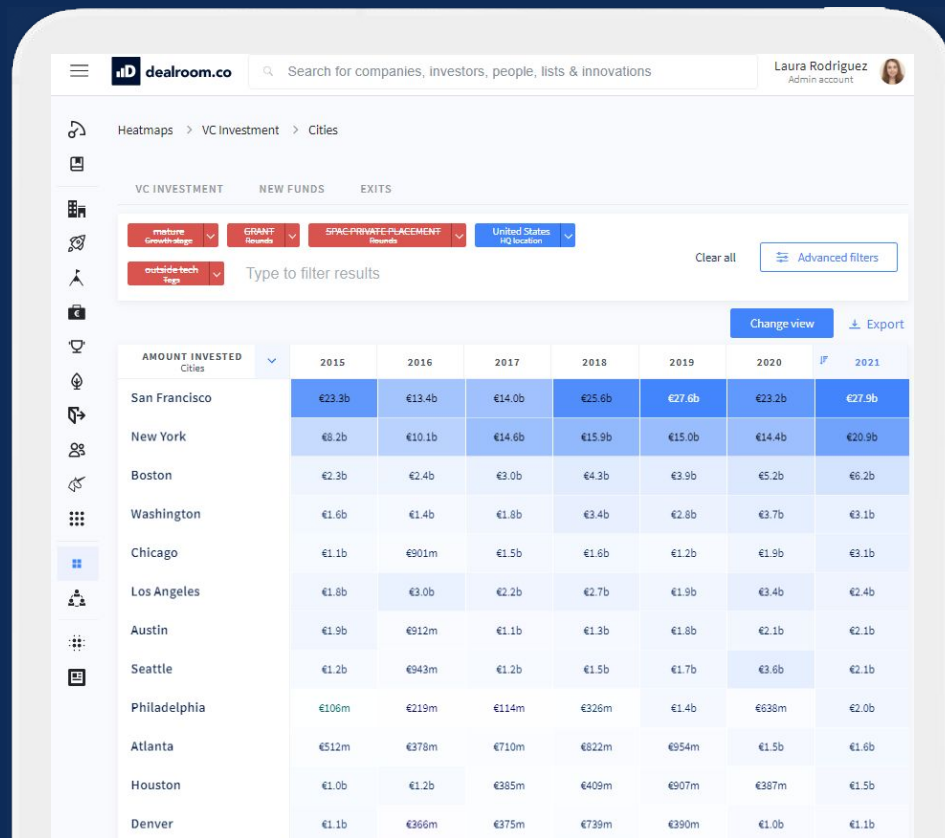 dealroom.co
Search for companies, investors, people, lists & innovations
Laura Rodriguez
Admin account
Heatmaps > VC Investment > Cities
VC INVESTMENT NEW FUNDS EXITS
mature
Growth stage
GRANT
Rounds
SPAC PRIVATE PLACEMENT
Rounds
United States
HQ location
outside tech
Tags
Type to filter results
Clear all
Advanced filters
Change view
Export
AMOUNT INVESTED
Cities
2015 2016 2017 2018 2019 2020 2021
San Francisco €23.3b €13.4b €14.0b €25.6b €27.6b €23.2b €27.9b
New York €8.2b €10.1b €14.6b €15.9b €15.0b €14.4b €20.9b
Boston €2.3b €2.4b €3.0b €4.3b €3.9b €5.2b €6.2b
Washington €1.6b €1.4b €1.8b €3.4b €2.8b €3.7b €3.1b
Chicago €1.1b €901m €1.5b €1.6b €1.2b €1.9b €3.1b
Los Angeles €1.8b €3.0b €2.2b €2.7b €1.9b €3.4b €2.4b
Austin €1.9b €912m €1.1b €1.3b €1.8b €2.1b €2.1b
Seattle €1.2b €943m €1.2b €1.5b €1.7b €3.6b €2.1b
Philadelphia €106m €219m €114m €326m €1.4b €638m €2.0b
Atlanta €512m €378m €710m €822m €954m €1.5b €1.6b
Houston €1.0b €1.2b €385m €409m €907m €387m €1.5b
Denver €1.1b €366m €375m €739m €390m €1.0b €1.1b